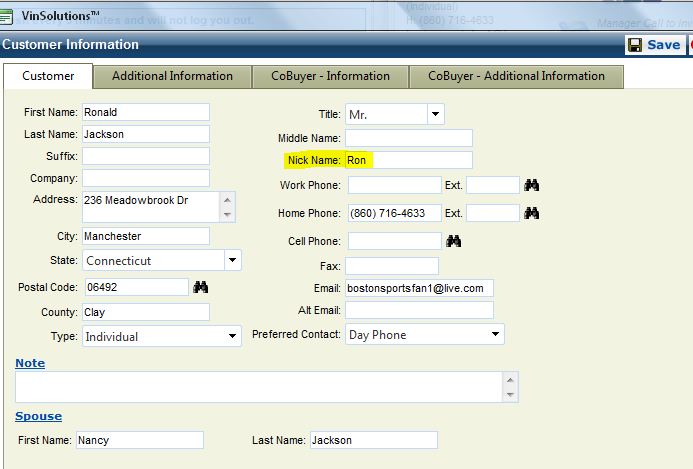 VinSolutions™
3 minutes and will not log you out.
(Individual)
H: (860) 716-4633
Manager Call to inv
Customer Information
Save
Customer
Additional Information
CoBuyer - Information
CoBuyer - Additional Information
First Name: Ronald
Title: Mr.
Last Name: Jackson
Middle Name:
Suffix:
Nick Name: Ron
Company:
Work Phone: Ext.
Address: 236 Meadowbrook Dr
Home Phone: (860) 716-4633 Ext.
City: Manchester
Cell Phone:
State: Connecticut
Fax:
Postal Code: 06492
Email: bostonsportsfan1@live.com
County: Clay
Alt Email:
Type: Individual
Preferred Contact: Day Phone
Note
Spouse
First Name: Nancy
Last Name: Jackson